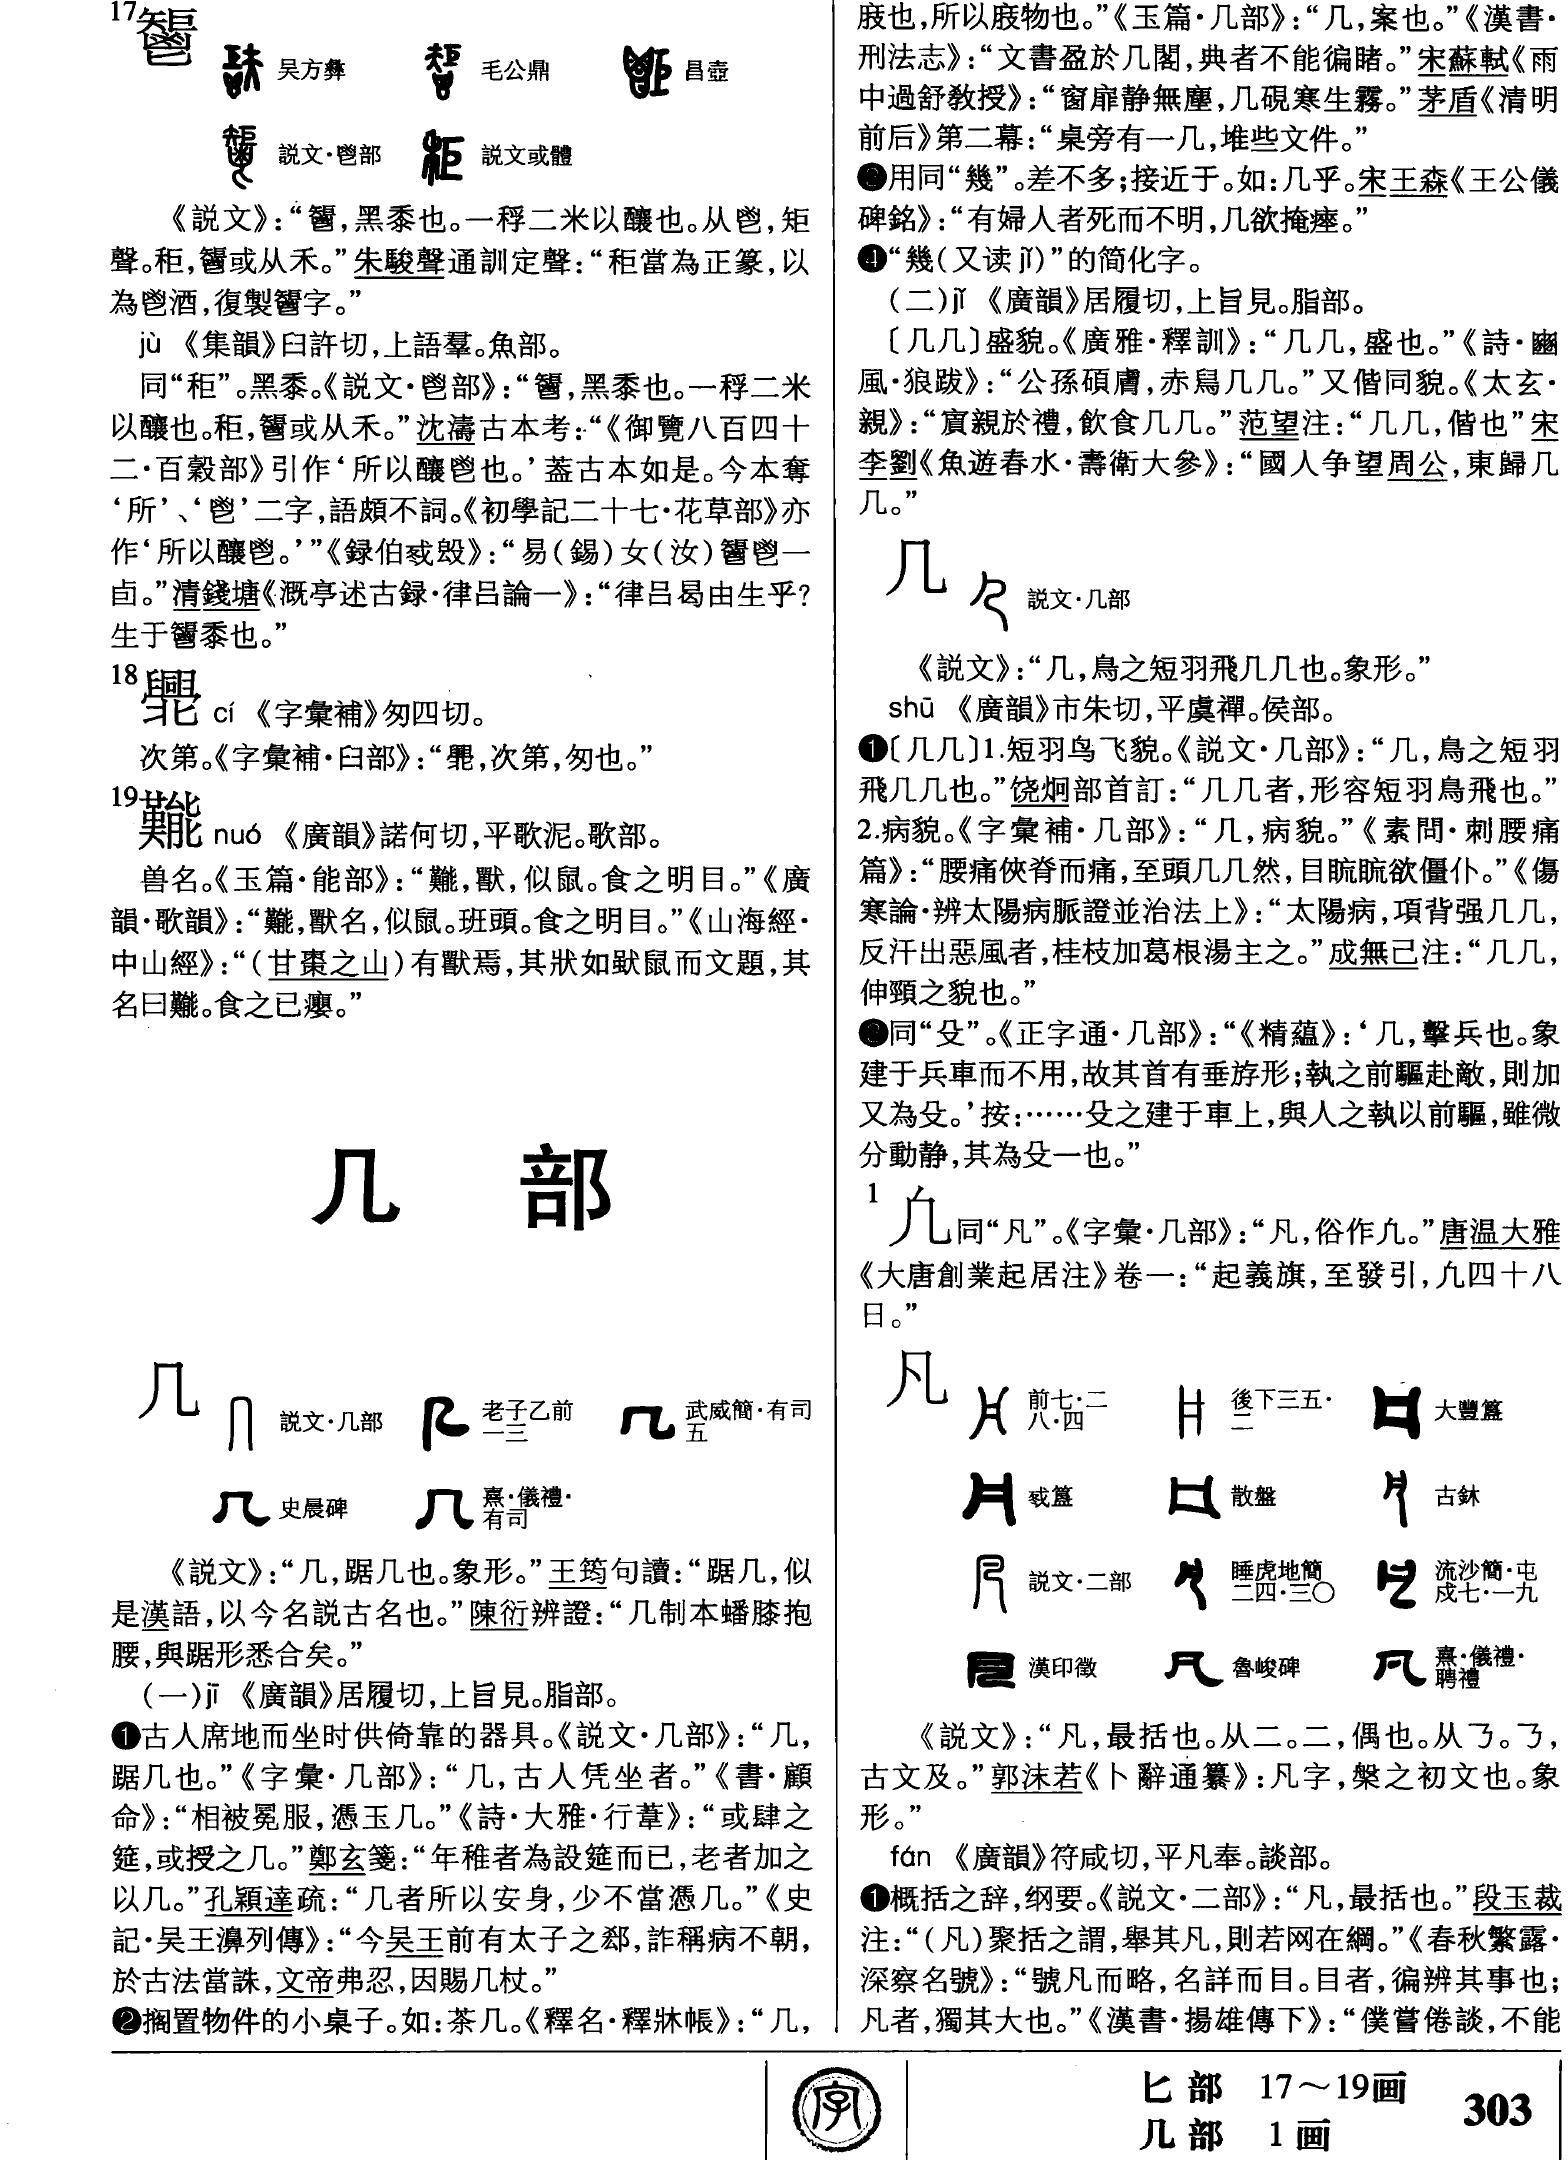 17
吴方彝 毛公鼎 昌壺
説文·鬯部 説文或體
《説文》:“𩰤,黑黍也。一稃二米以釀也。从鬯,矩
聲。秬,𩰤或从禾。”朱駿聲通訓定聲:“秬當為正篆,以
為鬯酒,復製𩰤字。”
jù 《集韻》臼許切,上語羣。魚部。
同“秬”。黑黍。《説文·鬯部》:“𩰤,黑黍也。一稃二米
以釀也。秬,𩰤或从禾。”沈濤古本考:“《御覽八百四十
二·百穀部》引作‘所以釀鬯也。’葢古本如是。今本奪
‘所’、‘鬯’二字,語頗不詞。《初學記二十七·花草部》亦
作‘所以釀鬯。’”《録伯𢦚𣪘》:“易(錫)女(汝)𩰤鬯一
卣。”清錢塘《溉亭述古録·律吕論一》:“律吕曷由生乎?
生于𩰤黍也。”
18
cí 《字彙補》匆四切。
次第。《字彙補·臼部》:“,次第,匆也。”
19
nuó 《廣韻》諾何切,平歌泥。歌部。
兽名。《玉篇·能部》:“㔮,獸,似鼠。食之明目。”《廣
韻·歌韻》:“㔮,獸名,似鼠。班頭。食之明目。”《山海經·
中山經》:“(甘棗之山)有獸焉,其狀如㺉鼠而文題,其
名曰㔮。食之已癭。”
几 部
几
説文·几部 老子乙前一三 武威簡·有司五
史晨碑 熹·儀禮·有司
《説文》:“几,踞几也。象形。”王筠句讀:“踞几,似
是漢語,以今名説古名也。”陳衍辨證:“几制本蟠膝抱
腰,與踞形悉合矣。”
(一)jī 《廣韻》居履切,上旨見。脂部。
❶古人席地而坐时供倚靠的器具。《説文·几部》:“几,
踞几也。”《字彙·几部》:“几,古人凭坐者。”《書·顧
命》:“相被冕服,憑玉几。”《詩·大雅·行葦》:“或肆之
筵,或授之几。”鄭玄箋:“年稚者為設筵而已,老者加之
以几。”孔穎達疏:“几者所以安身,少不當憑几。”《史
記·吴王濞列傳》:“今吴王前有太子之郄,詐稱病不朝,
於古法當誅,文帝弗忍,因賜几杖。”
❷搁置物件的小桌子。如:茶几。《釋名·釋牀帳》:“几,
庪也,所以庪物也。”《玉篇·几部》:“几,案也。”《漢書·
刑法志》:“文書盈於几閣,典者不能徧睹。”宋蘇軾《雨
中過舒敎授》:“窗扉静無塵,几硯寒生霧。”茅盾《清明
前后》第二幕:“桌旁有一几,堆些文件。”
❸用同“幾”。差不多;接近于。如:几乎。宋王森《王公儀
碑銘》:“有婦人者死而不明,几欲掩瘞。”
❹“幾(又读jǐ)”的简化字。
(二)jǐ 《廣韻》居履切,上旨見。脂部。
〔几几〕盛貌。《廣雅·釋訓》:“几几,盛也。”《詩·豳
風·狼跋》:“公孫碩膚,赤舄几几。”又偕同貌。《太玄·
親》:“賔親於禮,飲食几几。”范望注:“几几,偕也”宋
李劉《魚遊春水·壽衛大參》:“國人争望周公,東歸几
几。”
𠘧
説文·𠘧部
《説文》:“𠘧,鳥之短羽飛𠘧𠘧也。象形。”
shū 《廣韻》市朱切,平虞禪。侯部。
❶〔𠘧𠘧〕1.短羽鸟飞貌。《説文·𠘧部》:“𠘧,鳥之短羽
飛𠘧𠘧也。”饶炯部首訂:“𠘧𠘧者,形容短羽鳥飛也。”
2.病貌。《字彙補·几部》:“𠘧,病貌。”《素問·刺腰痛
篇》:“腰痛俠脊而痛,至頭𠘧𠘧然,目䀮䀮欲僵仆。”《傷
寒論·辨太陽病脈證並治法上》:“太陽病,項背强𠘧𠘧,
反汗出惡風者,桂枝加葛根湯主之。”成無己注:“𠘧𠘧,
伸頸之貌也。”
❷同“殳”。《正字通·几部》:“《精藴》:‘𠘧,擊兵也。象
建于兵車而不用,故其首有垂斿形;執之前驅赴敵,則加
又為殳。’按:……殳之建于車上,與人之執以前驅,雖微
分動静,其為殳一也。”
1
凢同“凡”。《字彙·几部》:“凡,俗作凢。”唐温大雅
《大唐創業起居注》卷一:“起義旗,至發引,凢四十八
日。”
凡
前七·二八·四 後下三五·二 大豐簋
𢦚簋 散盤 古鉢
説文·二部 睡虎地簡二四·三〇 流沙簡·屯戍七·一九
漢印徵 魯峻碑 熹·儀禮·聘禮
《説文》:“凡,最括也。从二。二,偶也。从㇋。㇋,
古文及。”郭沫若《卜辭通纂》:凡字,槃之初文也。象
形。”
fán 《廣韻》符咸切,平凡奉。談部。
❶概括之辞,纲要。《説文·二部》:“凡,最括也。”段玉裁
注:“(凡)聚括之謂,舉其凡,則若网在綱。”《春秋繁露·
深察名號》:“號凡而略,名詳而目。目者,徧辨其事也;
凡者,獨其大也。”《漢書·揚雄傳下》:“僕嘗倦談,不能
字
匕部 17～19画
几部 1画
303